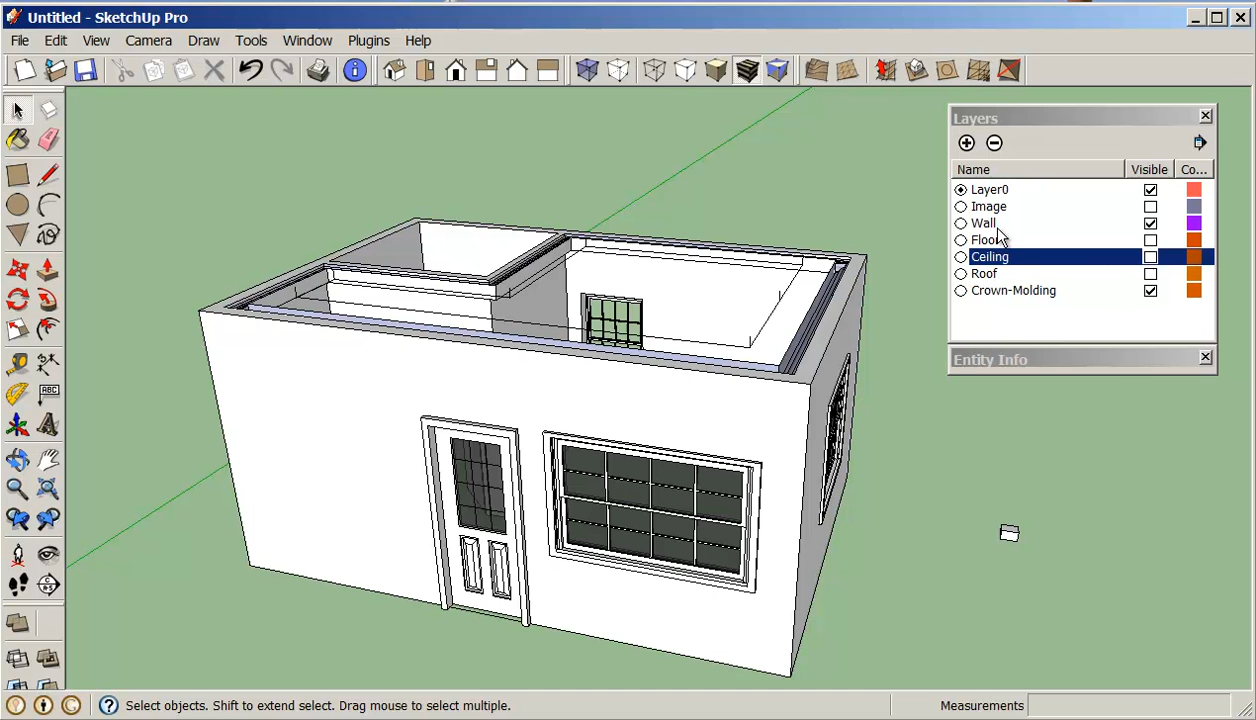 Untitled - SketchUp Pro
File Edit View Camera Draw Tools Window Plugins Help
Layers
Name Visible Co...
Layer0
Image
Wall
Floor
Ceiling
Roof
Crown-Molding
Entity Info
ABC
Select objects. Shift to extend select. Drag mouse to select multiple. Measurements